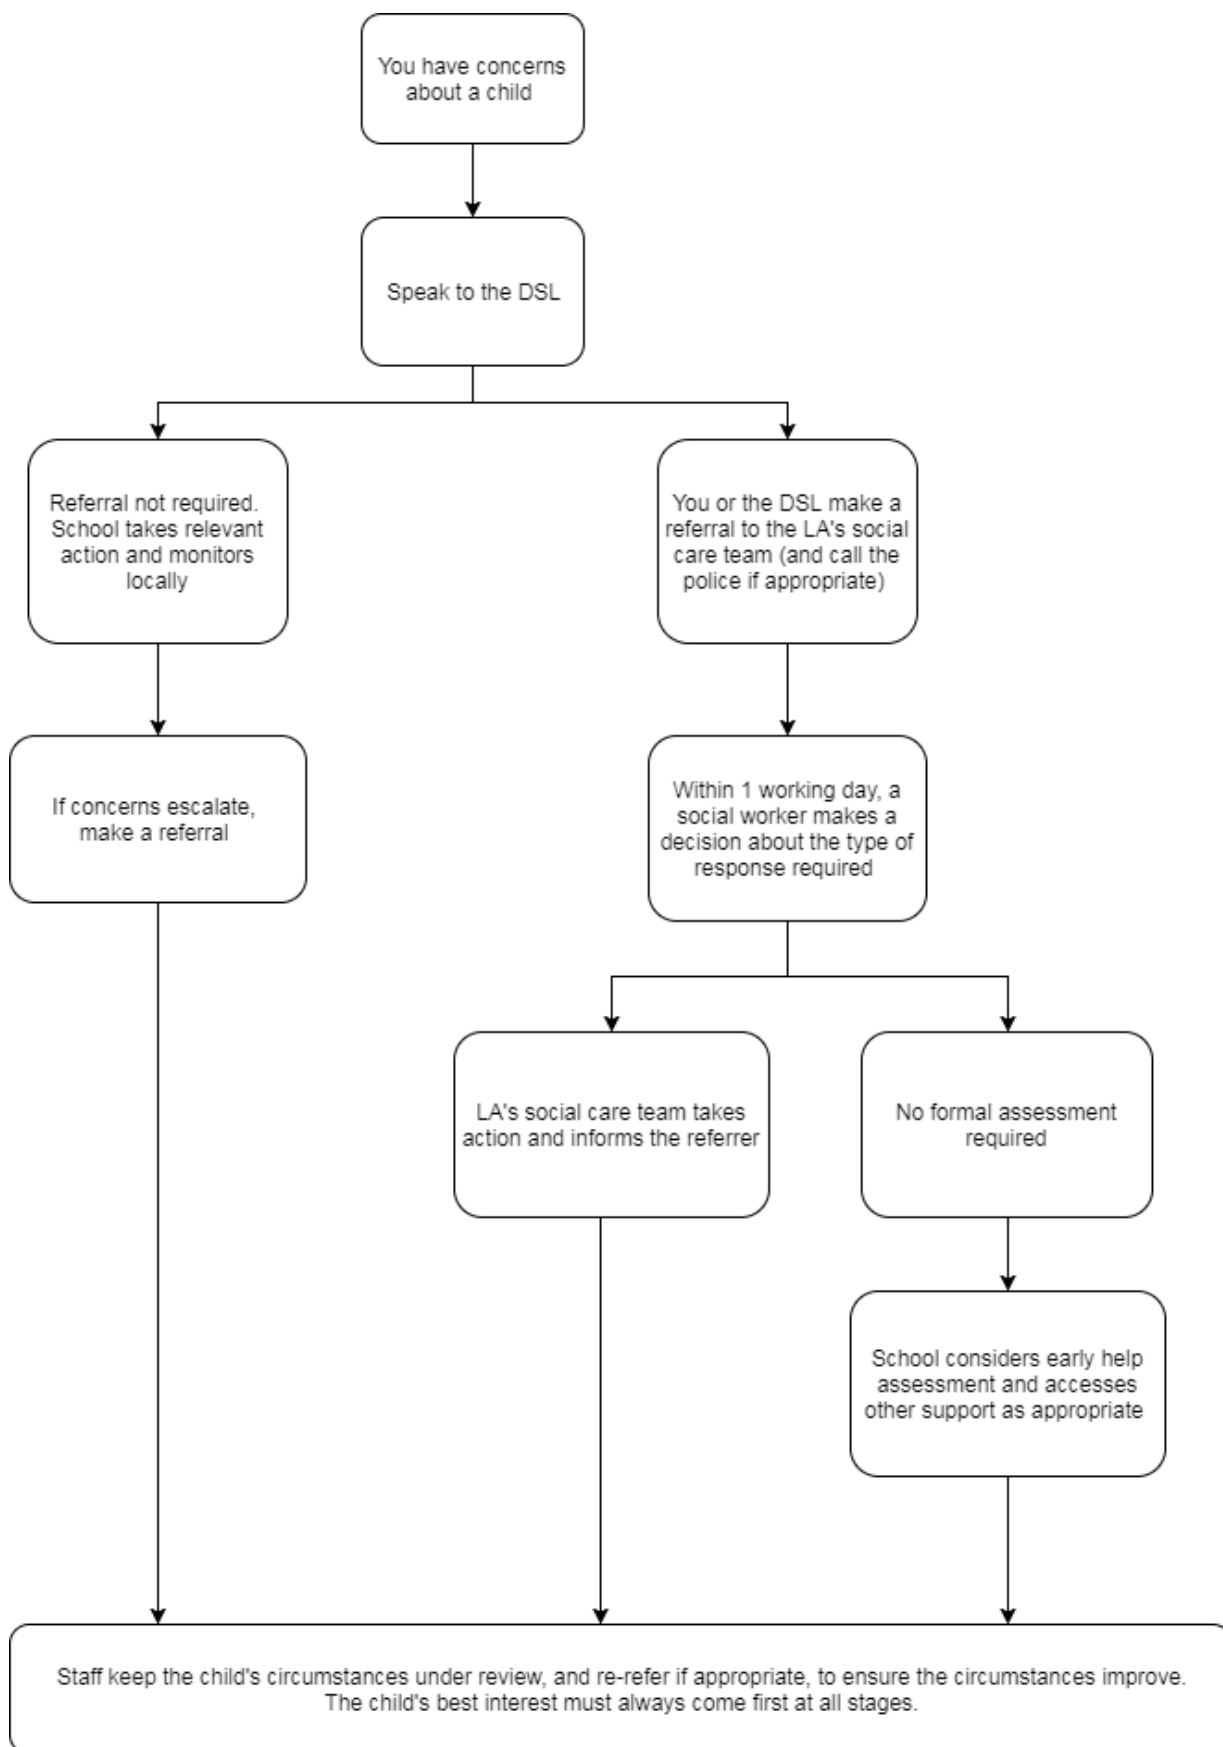 You have concerns
about a child
Speak to the DSL
Referral not required.
School takes relevant
action and monitors
locally
You or the DSL make a
referral to the LA's social
care team (and call the
police if appropriate)
If concerns escalate,
make a referral
Within 1 working day, a
social worker makes a
decision about the type of
response required
LA's social care team takes
action and informs the referrer
No formal assessment
required
School considers early help
assessment and accesses
other support as appropriate
Staff keep the child's circumstances under review, and re-refer if appropriate, to ensure the circumstances improve.
The child's best interest must always come first at all stages.